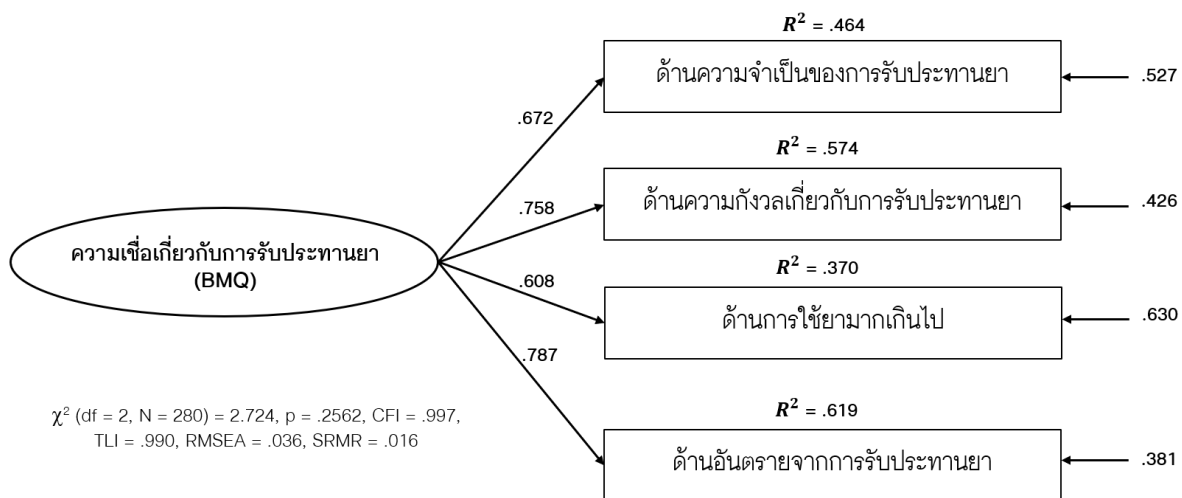 R² = .464
ด้านความจำเป็นของการรับประทานยา
.527
.672
R² = .574
ด้านความกังวลเกี่ยวกับการรับประทานยา
.426
.758
ความเชื่อเกี่ยวกับการรับประทานยา
(BMQ)
R² = .370
.608
ด้านการใช้ยามากเกินไป
.630
.787
R² = .619
ด้านอันตรายจากการรับประทานยา
.381
χ² (df = 2, N = 280) = 2.724, p = .2562, CFI = .997,
TLI = .990, RMSEA = .036, SRMR = .016